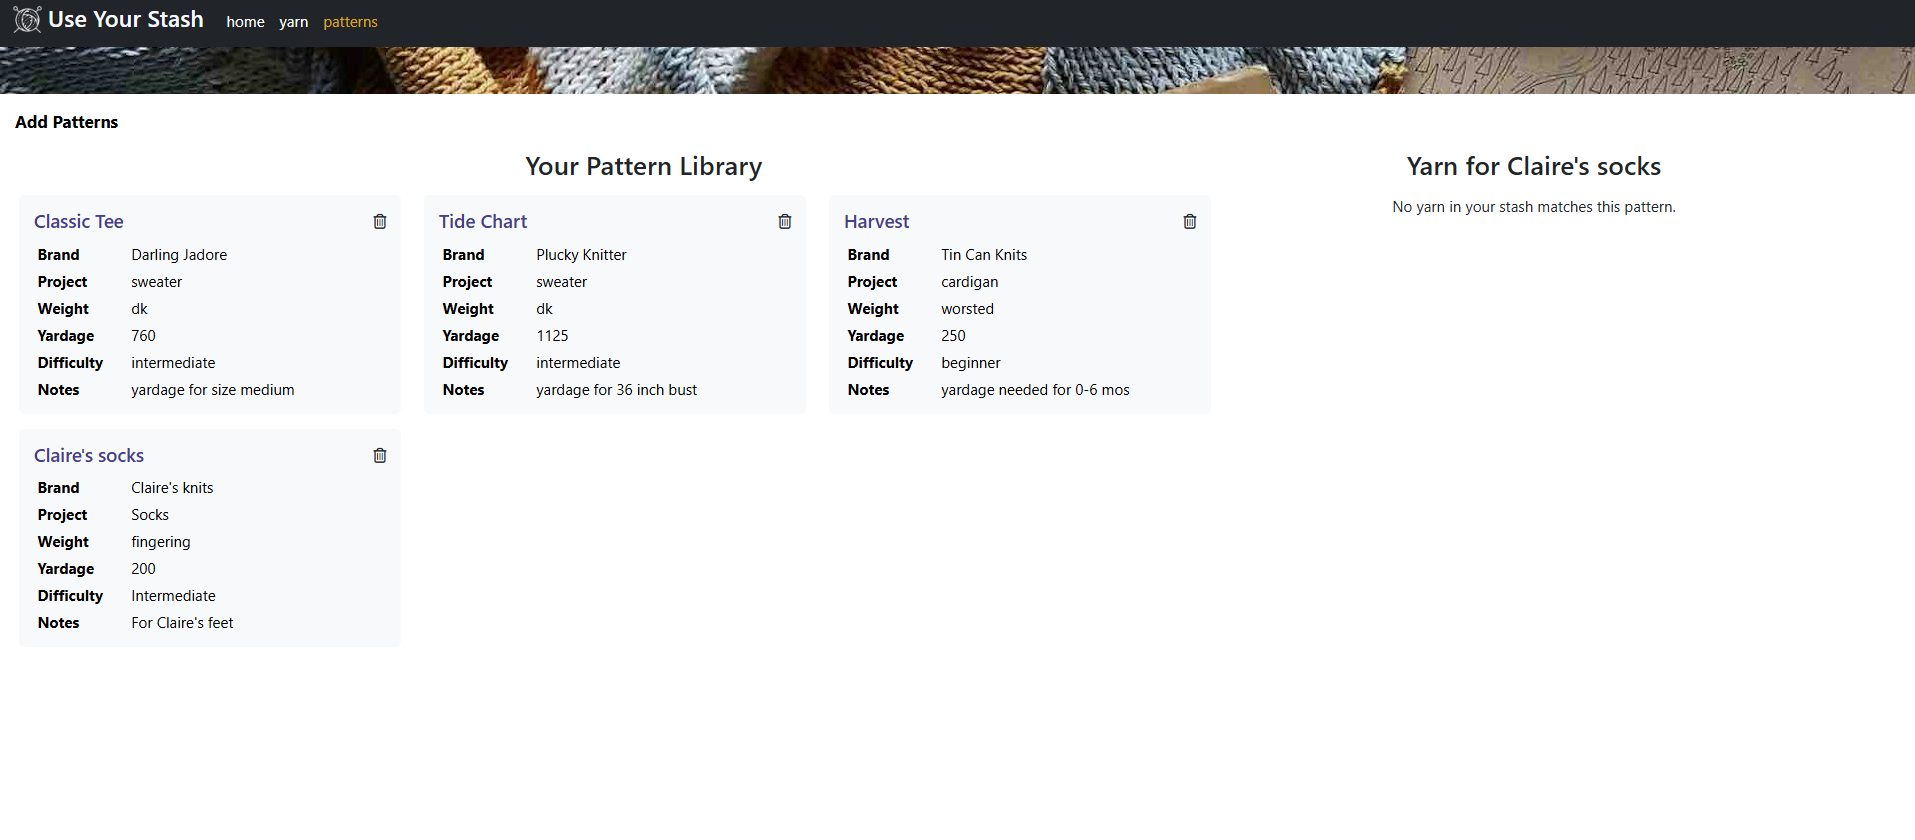 Use Your Stash home yarn patterns
Add Patterns
Your Pattern Library
Classic Tee
Brand Darling Jadore
Project sweater
Weight dk
Yardage 760
Difficulty intermediate
Notes yardage for size medium
Tide Chart
Brand Plucky Knitter
Project sweater
Weight dk
Yardage 1125
Difficulty intermediate
Notes yardage for 36 inch bust
Harvest
Brand Tin Can Knits
Project cardigan
Weight worsted
Yardage 250
Difficulty beginner
Notes yardage needed for 0-6 mos
Claire's socks
Brand Claire's knits
Project Socks
Weight fingering
Yardage 200
Difficulty Intermediate
Notes For Claire's feet
Yarn for Claire's socks
No yarn in your stash matches this pattern.